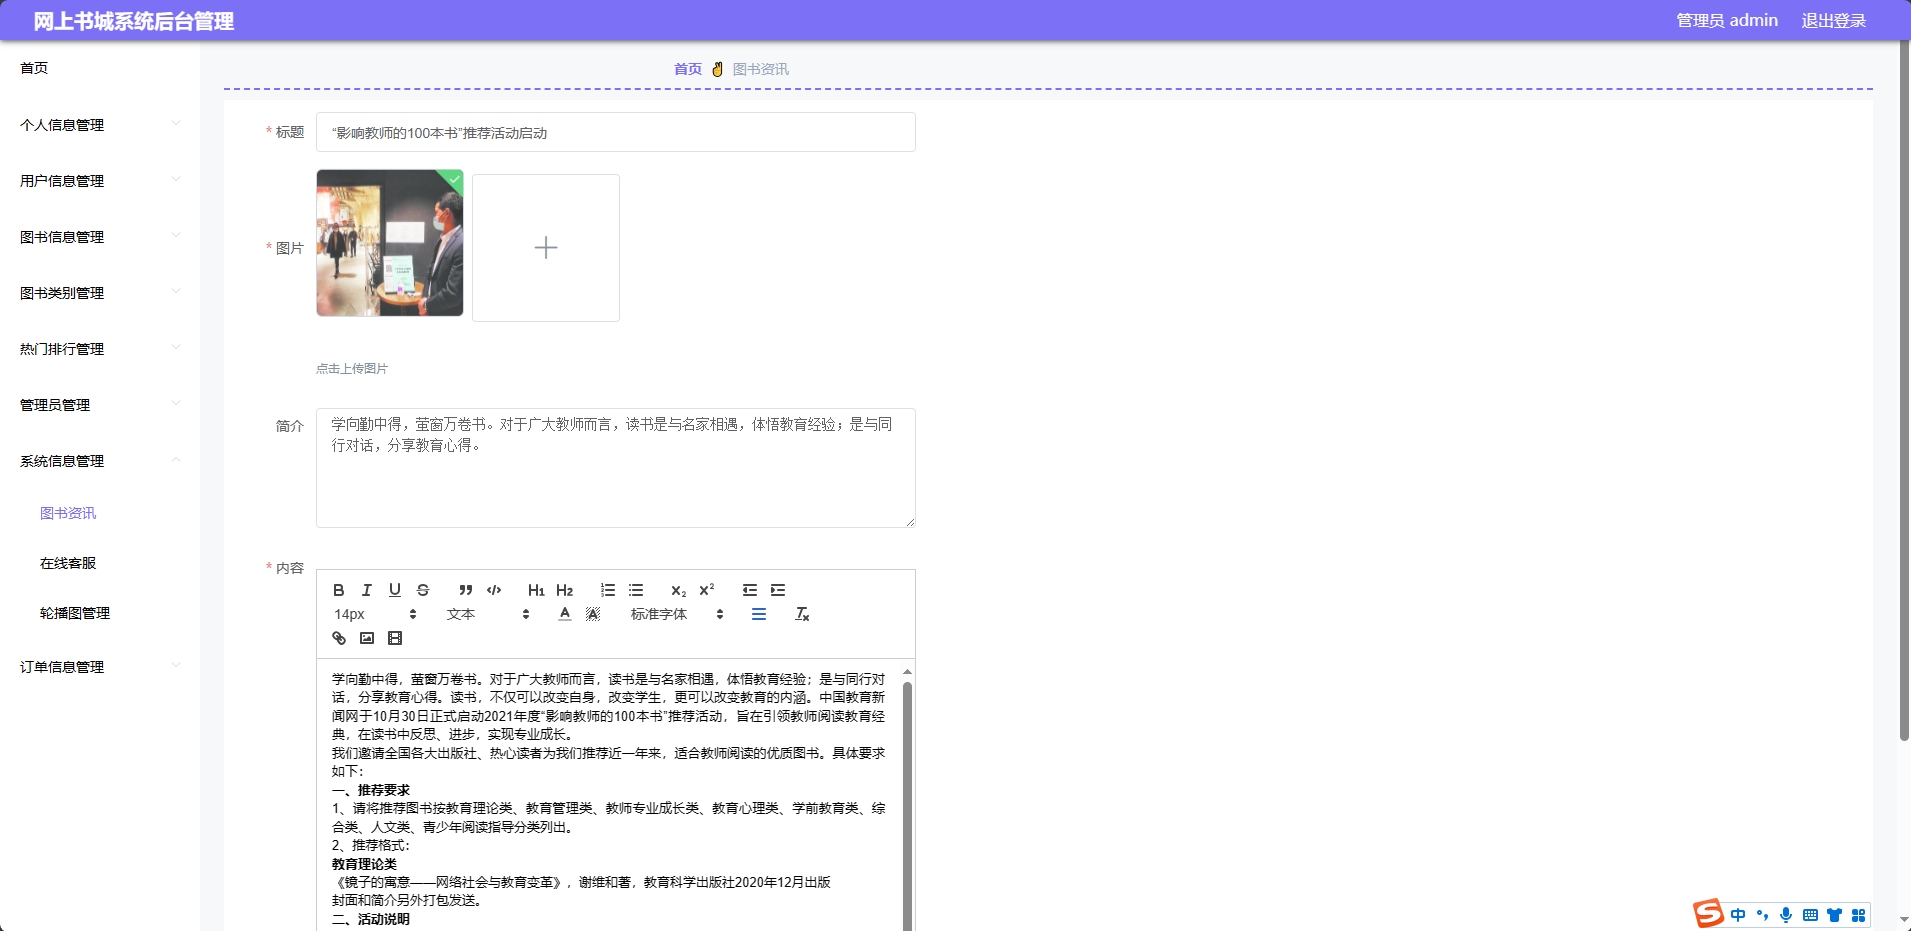 网上书城系统后台管理
管理员 admin 退出登录
首页
个人信息管理
用户信息管理
图书信息管理
图书类别管理
热门排行管理
管理员管理
系统信息管理
图书资讯
在线客服
轮播图管理
订单信息管理
首页 ✌ 图书资讯
* 标题
“影响教师的100本书”推荐活动启动
* 图片
点击上传图片
简介
学向勤中得，萤窗万卷书。对于广大教师而言，读书是与名家相遇，体悟教育经验；是与同
行对话，分享教育心得。
* 内容
B I U S ” </> H1 H2 X₂ X²
14px 文本 A A 标准字体 Tx
学向勤中得，萤窗万卷书。对于广大教师而言，读书是与名家相遇，体悟教育经验；是与同行对
话，分享教育心得。读书，不仅可以改变自身，改变学生，更可以改变教育的内涵。中国教育新
闻网于10月30日正式启动2021年度“影响教师的100本书”推荐活动，旨在引领教师阅读教育经
典，在读书中反思、进步，实现专业成长。
我们邀请全国各大出版社、热心读者为我们推荐近一年来，适合教师阅读的优质图书。具体要求
如下：
一、推荐要求
1、请将推荐图书按教育理论类、教育管理类、教师专业成长类、教育心理类、学前教育类、综
合类、人文类、青少年阅读指导分类列出。
2、推荐格式：
教育理论类
《镜子的寓意——网络社会与教育变革》，谢维和著，教育科学出版社2020年12月出版
封面和简介另外打包发送。
二、活动说明
S 中